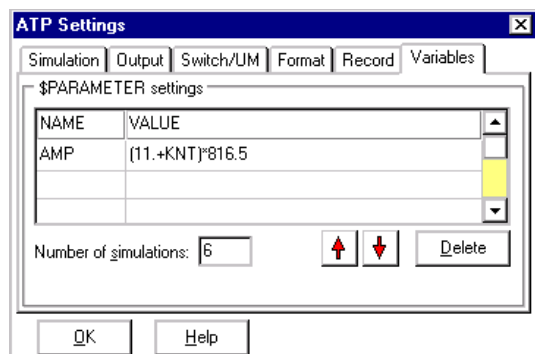 ATP Settings
Simulation Output Switch/UM Format Record Variables
$PARAMETER settings
NAME VALUE
AMP (11.+KNT)*816.5
Number of simulations: 6 Delete
OK Help